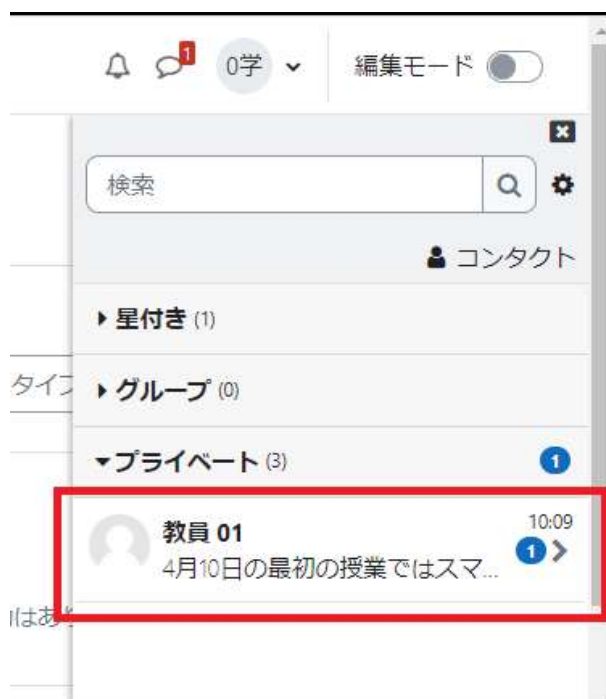 1
0学
編集モード
検索
コンタクト
星付き (1)
グループ (0)
タイプ
プライベート (3)
1
教員 01
10:09
4月10日の最初の授業ではスマ...
1
はあり